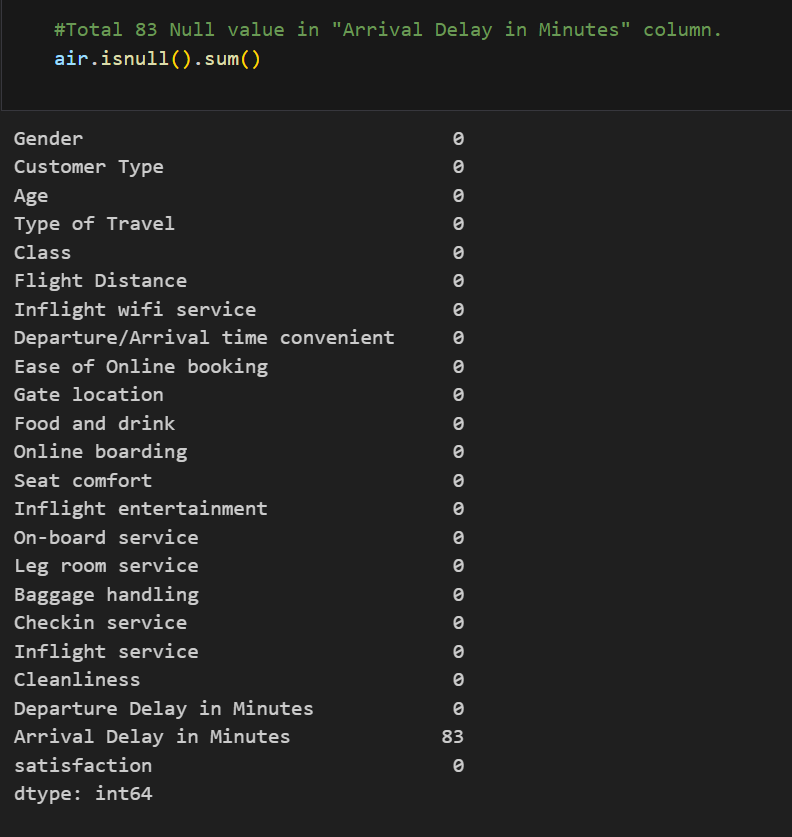 #Total 83 Null value in "Arrival Delay in Minutes" column.
air.isnull().sum()
Gender 0
Customer Type 0
Age 0
Type of Travel 0
Class 0
Flight Distance 0
Inflight wifi service 0
Departure/Arrival time convenient 0
Ease of Online booking 0
Gate location 0
Food and drink 0
Online boarding 0
Seat comfort 0
Inflight entertainment 0
On-board service 0
Leg room service 0
Baggage handling 0
Checkin service 0
Inflight service 0
Cleanliness 0
Departure Delay in Minutes 0
Arrival Delay in Minutes 83
satisfaction 0
dtype: int64